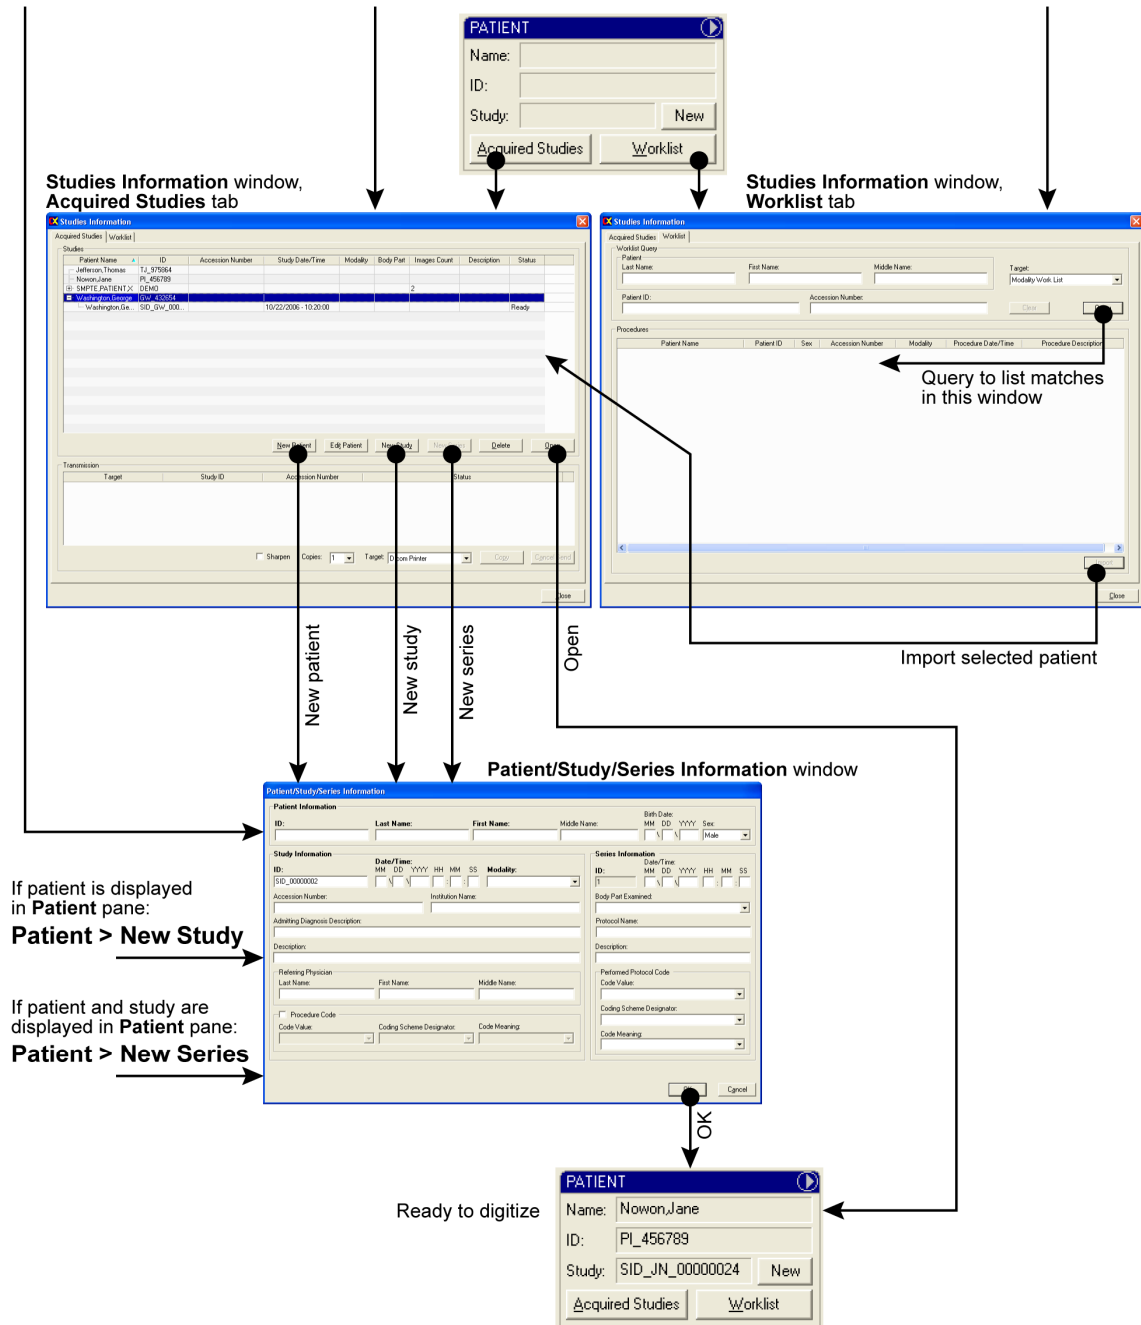 PATIENT
Name:
ID:
Study:
New
Acquired Studies
Worklist
Studies Information window,
Acquired Studies tab
Studies Information window,
Worklist tab
Studies Information
Acquired Studies Worklist
Studies
Patient Name ID Accession Number Study Date/Time Modality Body Part Images Count Description Status
Jefferson,Thomas TJ_975864
Nowon,Jane PI_456789
SMPTE,PATIENT,X DEMO 2
Washington,George GW_432654
Washington,Ge... SID_GW_000... 10/22/2006 - 10:20:00 Ready
New Patient Edit Patient New Study Delete
Transmission
Target Study ID Accession Number Status
Sharpen Copies: 1 Target: Dicom Printer Copy
Close
Studies Information
Acquired Studies Worklist
Worklist Query
Patient
Last Name: First Name: Middle Name: Target:
Modality Work List
Patient ID: Accession Number:
Clear
Procedures
Patient Name Patient ID Sex Accession Number Modality Procedure Date/Time Procedure Description
Query to list matches
in this window
Import
Close
Import selected patient
New patient
New study
New series
Open
Patient/Study/Series Information window
Patient/Study/Series Information
Patient Information
Birth Date:
ID: Last Name: First Name: Middle Name: MM DD YYYY Sex:
\ \ Male
Study Information
Date/Time:
ID: MM DD YYYY HH MM SS Modality:
SID_00000002 \ \ : :
Accession Number: Institution Name:
Admitting Diagnosis Description:
Description:
Referring Physician
Last Name: First Name: Middle Name:
Procedure Code
Code Value: Coding Scheme Designator: Code Meaning:
Series Information
Date/Time:
ID: MM DD YYYY HH MM SS
1 \ \ : :
Body Part Examined:
Protocol Name:
Description:
Performed Protocol Code
Code Value:
Coding Scheme Designator:
Code Meaning:
Cancel
If patient is displayed
in Patient pane:
Patient > New Study
If patient and study are
displayed in Patient pane:
Patient > New Series
OK
Ready to digitize
PATIENT
Name: Nowon,Jane
ID: PI_456789
Study: SID_JN_00000024 New
Acquired Studies Worklist